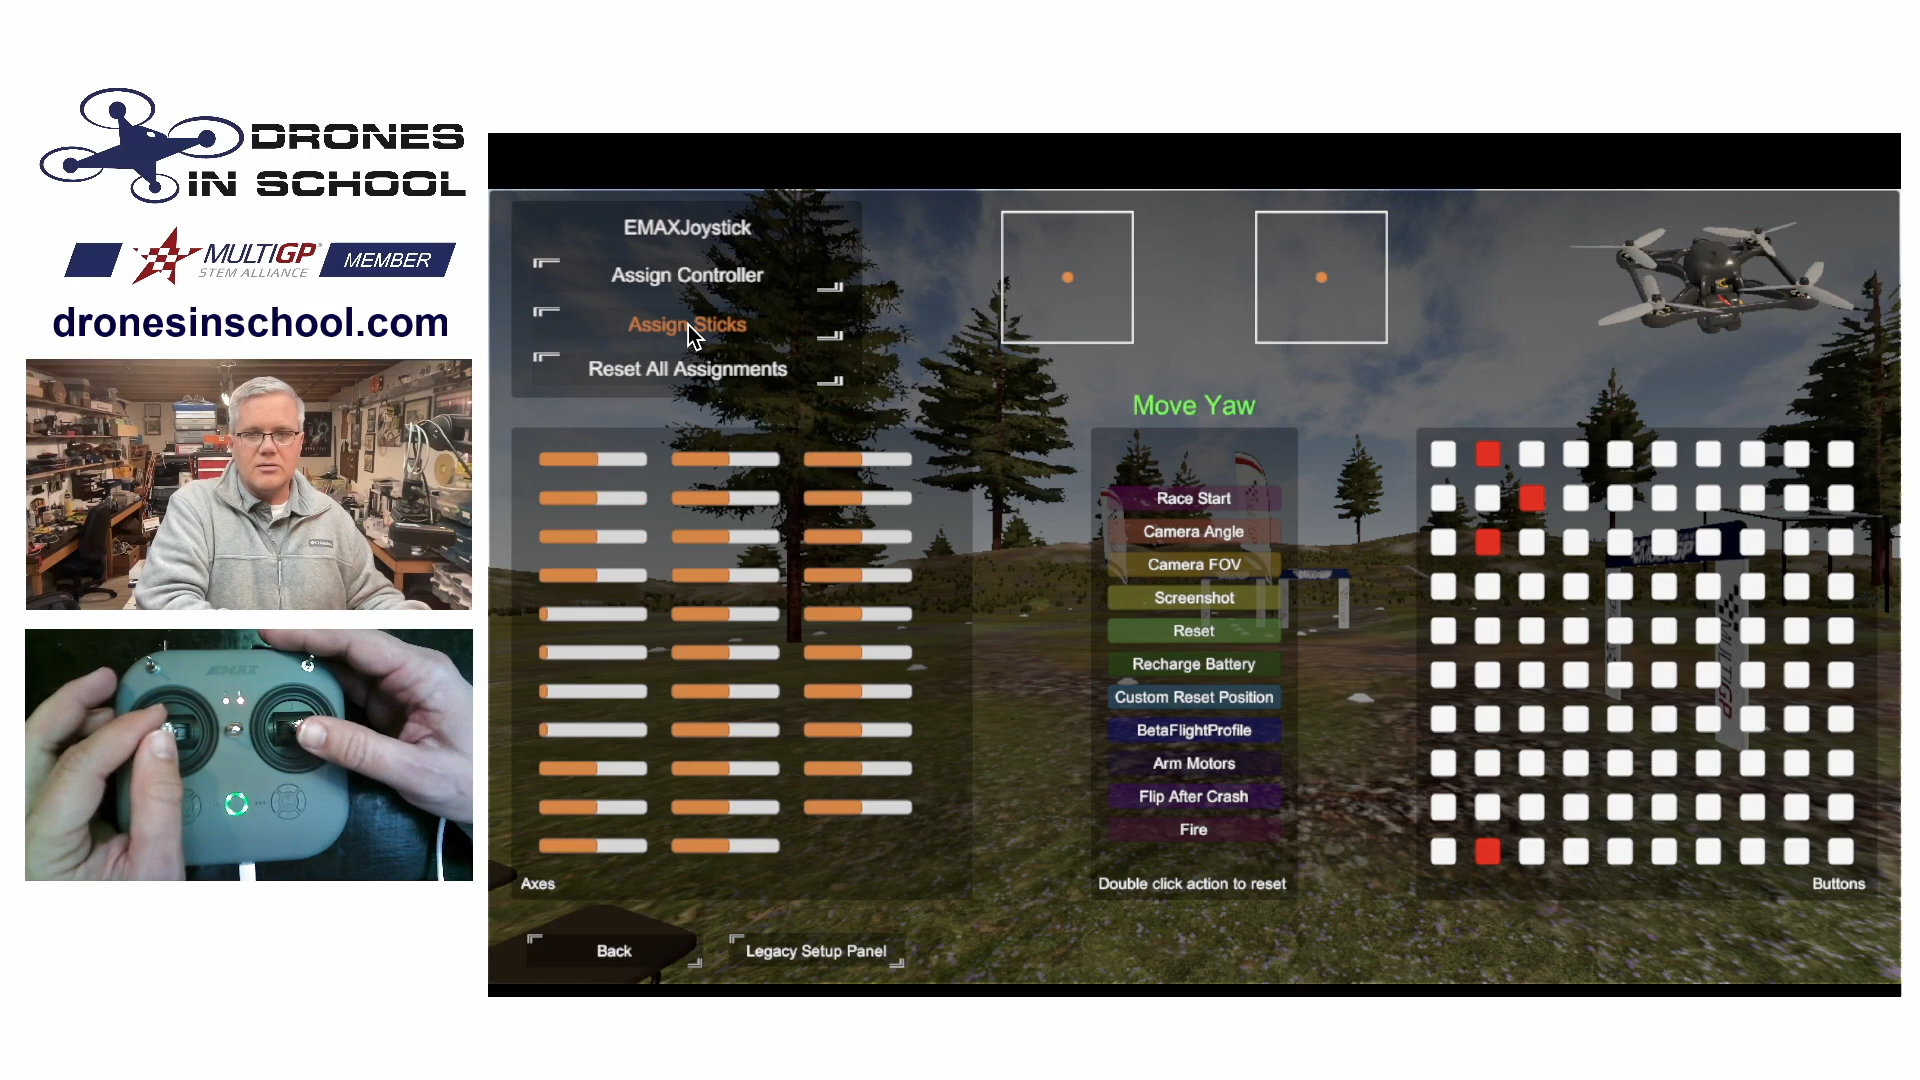 DRONES
IN SCHOOL
MULTIGP
STEM ALLIANCE
MEMBER
dronesinschool.com
EMAX
EMAXJoystick
Assign Controller
Assign Sticks
Reset All Assignments
Move Yaw
Race Start
Camera Angle
Camera FOV
Screenshot
Reset
Recharge Battery
Custom Reset Position
BetaFlightProfile
Arm Motors
Flip After Crash
Fire
Double click action to reset
Axes
Buttons
MULTIGP
Back
Legacy Setup Panel